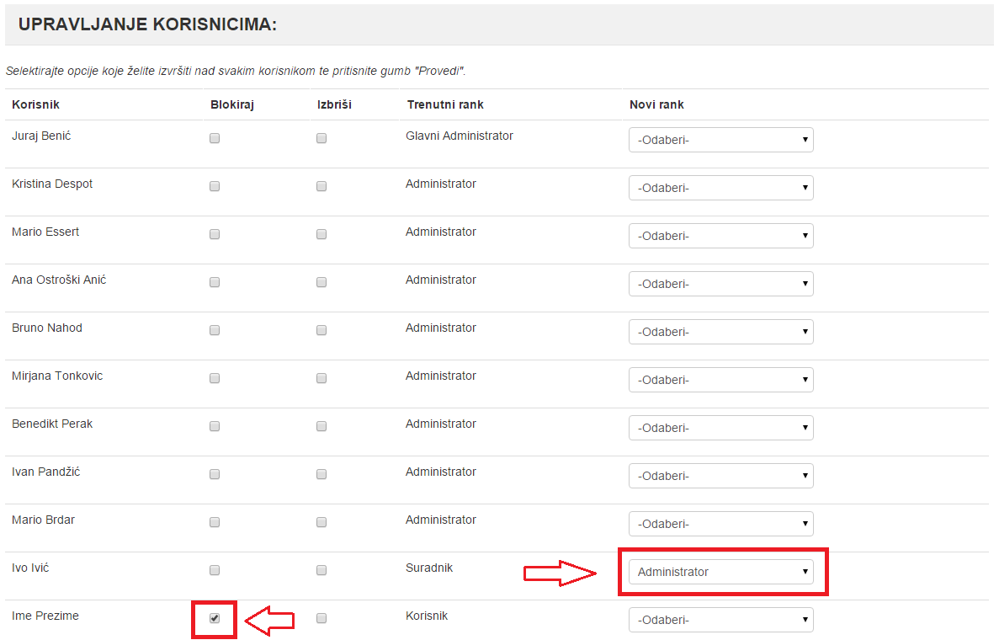 UPRAVLJANJE KORISNICIMA:
Selektirajte opcije koje želite izvršiti nad svakim korisnikom te pritisnite gumb "Provedi".
Korisnik Blokiraj Izbriši Trenutni rank Novi rank
Juraj Benić Glavni Administrator -Odaberi-
Kristina Despot Administrator -Odaberi-
Mario Essert Administrator -Odaberi-
Ana Ostroški Anić Administrator -Odaberi-
Bruno Nahod Administrator -Odaberi-
Mirjana Tonkovic Administrator -Odaberi-
Benedikt Perak Administrator -Odaberi-
Ivan Pandžić Administrator -Odaberi-
Mario Brdar Administrator -Odaberi-
Ivo Ivić Suradnik Administrator
Ime Prezime Korisnik -Odaberi-